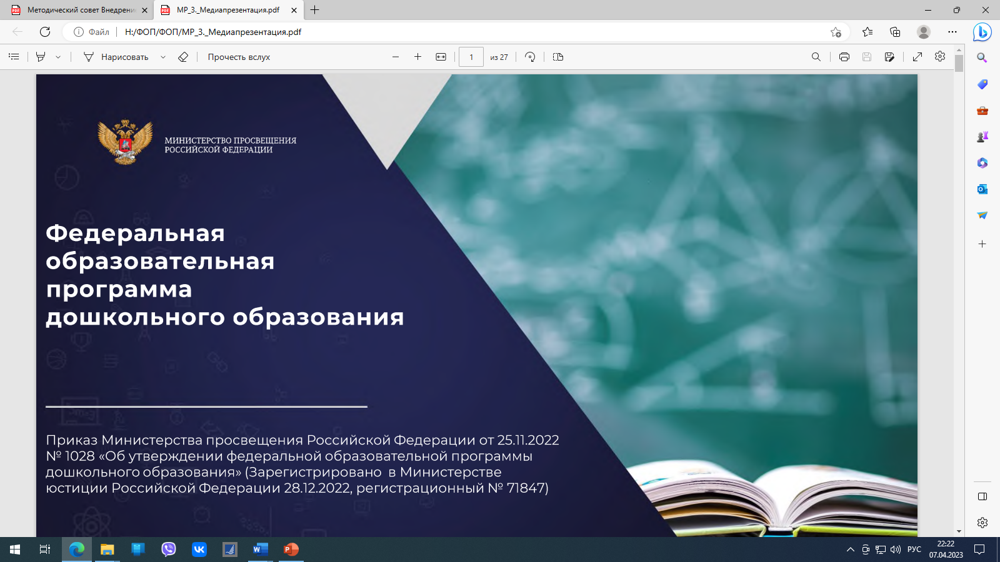 Методический совет Внедрени
МР_3._Медиапрезентация.pdf
Файл
H:/ФОП/ФОП/МР_3._Медиапрезентация.pdf
Нарисовать
Прочесть вслух
1
из 27
МИНИСТЕРСТВО ПРОСВЕЩЕНИЯ
РОССИЙСКОЙ ФЕДЕРАЦИИ
Федеральная
образовательная
программа
дошкольного образования
Приказ Министерства просвещения Российской Федерации от 25.11.2022
№ 1028 «Об утверждении федеральной образовательной программы
дошкольного образования» (Зарегистрировано в Министерстве
юстиции Российской Федерации 28.12.2022, регистрационный № 71847)
РУС
22:22
07.04.2023